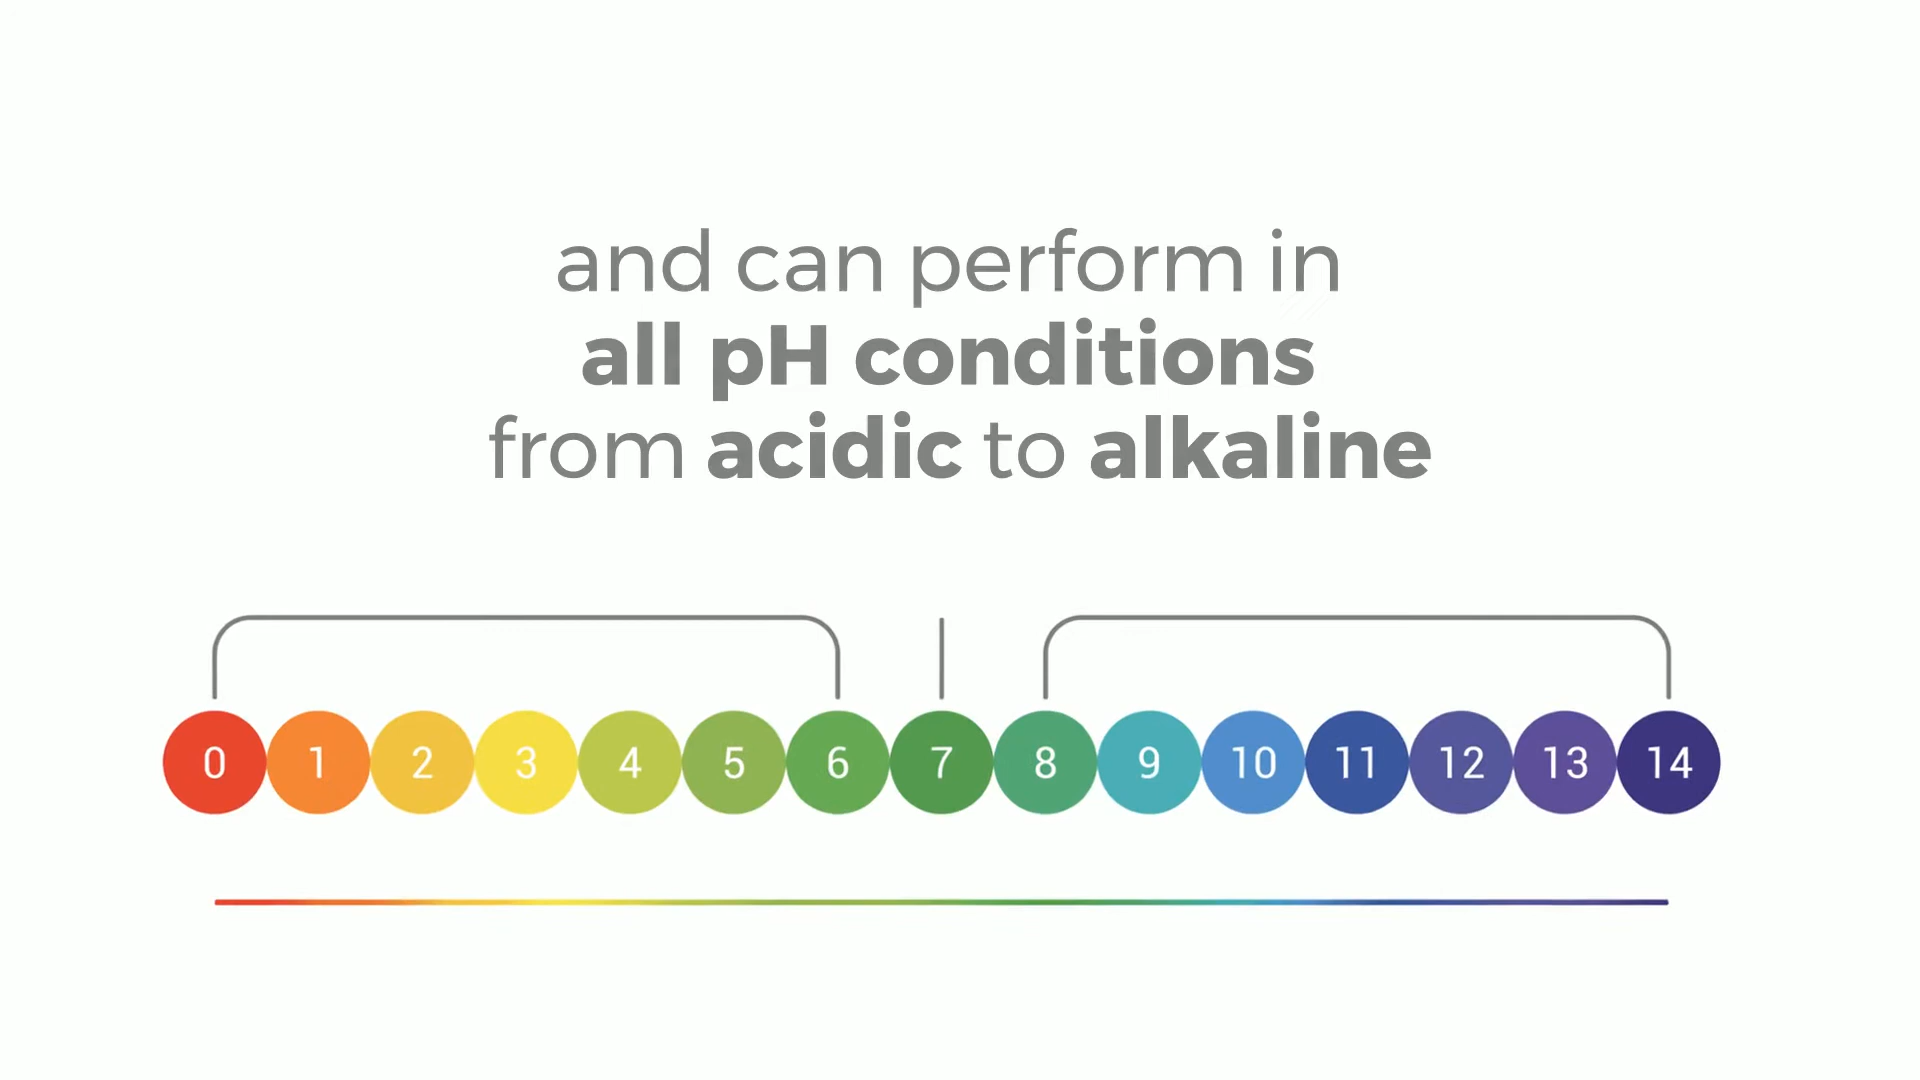 and can perform in
all pH conditions
from acidic to alkaline
0 1 2 3 4 5 6 7 8 9 10 11 12 13 14